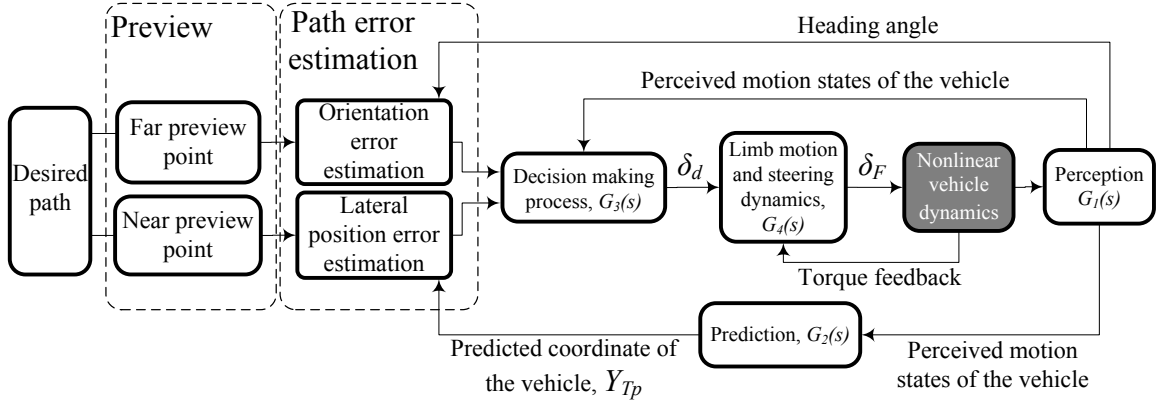 Preview
Path error
estimation
Heading angle
Perceived motion states of the vehicle
Desired
path
Far preview
point
Near preview
point
Orientation
error
estimation
Lateral
position error
estimation
Decision making
process, G3(s)
δd
Limb motion
and steering
dynamics,
G4(s)
δF
Nonlinear
vehicle
dynamics
Perception
G1(s)
Torque feedback
Prediction, G2(s)
Predicted coordinate of
the vehicle, YTp
Perceived motion
states of the vehicle